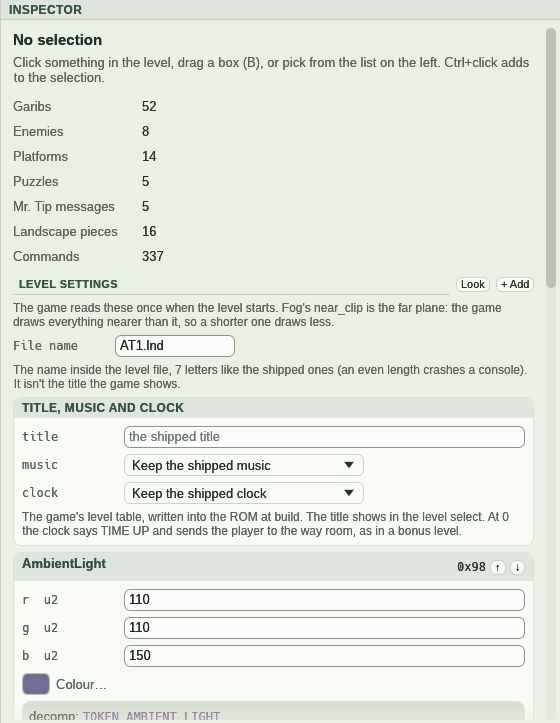 INSPECTOR
No selection
Click something in the level, drag a box (B), or pick from the list on the left. Ctrl+click adds
to the selection.
Garibs 52
Enemies 8
Platforms 14
Puzzles 5
Mr. Tip messages 5
Landscape pieces 16
Commands 337
LEVEL SETTINGS Look + Add
The game reads these once when the level starts. Fog's near_clip is the far plane: the game
draws everything nearer than it, so a shorter one draws less.
File name AT1.lnd
The name inside the level file, 7 letters like the shipped ones (an even length crashes a console).
It isn't the title the game shows.
TITLE, MUSIC AND CLOCK
title the shipped title
music Keep the shipped music
clock Keep the shipped clock
The game's level table, written into the ROM at build. The title shows in the level select. At 0
the clock says TIME UP and sends the player to the way room, as in a bonus level.
AmbientLight 0x98 ↑ ↓
r u2 110
g u2 110
b u2 150
Colour…
decomp: TOKEN_AMBIENT_LIGHT